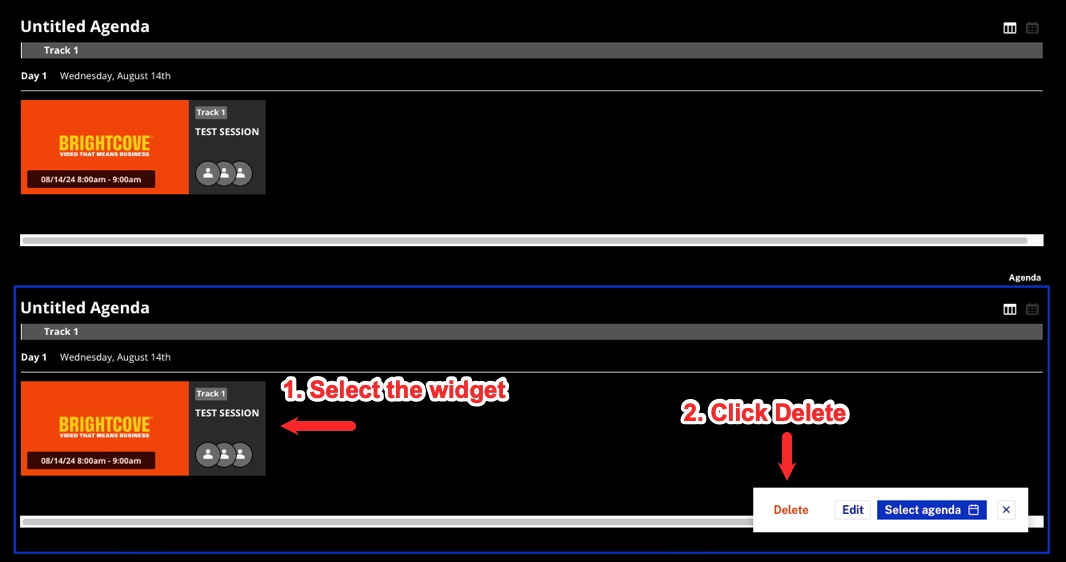 Untitled Agenda
Track 1
Day 1 Wednesday, August 14th
Track 1
TEST SESSION
BRIGHTCOVE
VIDEO THAT MEANS BUSINESS
08/14/24 8:00am - 9:00am
Agenda
Untitled Agenda
Track 1
Day 1 Wednesday, August 14th
1. Select the widget
Track 1
TEST SESSION
BRIGHTCOVE
VIDEO THAT MEANS BUSINESS
08/14/24 8:00am - 9:00am
2. Click Delete
Delete Edit Select agenda